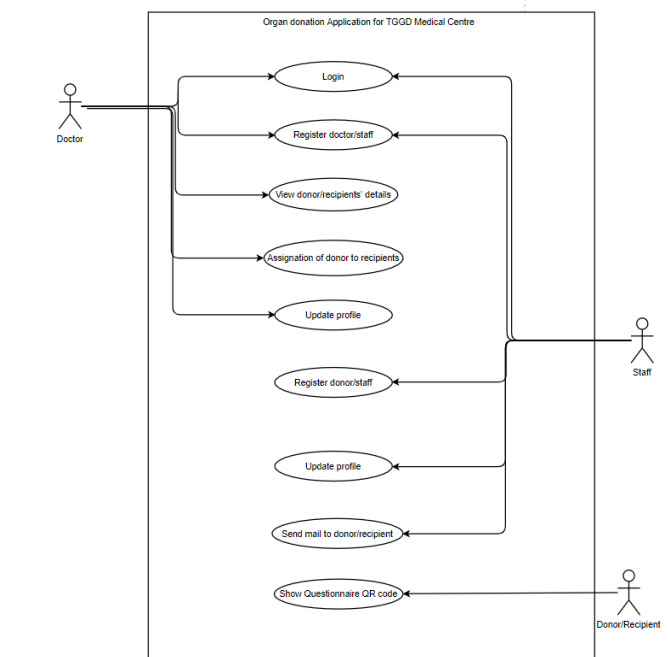 Organ donation Application for TGGD Medical Centre
Login
Doctor
Register doctor/staff
View donor/recipients' details
Assignation of donor to recipients
Update profile
Staff
Register donor/staff
Update profile
Send mail to donor/recipient
Show Questionnaire QR code
Donor/Recipient